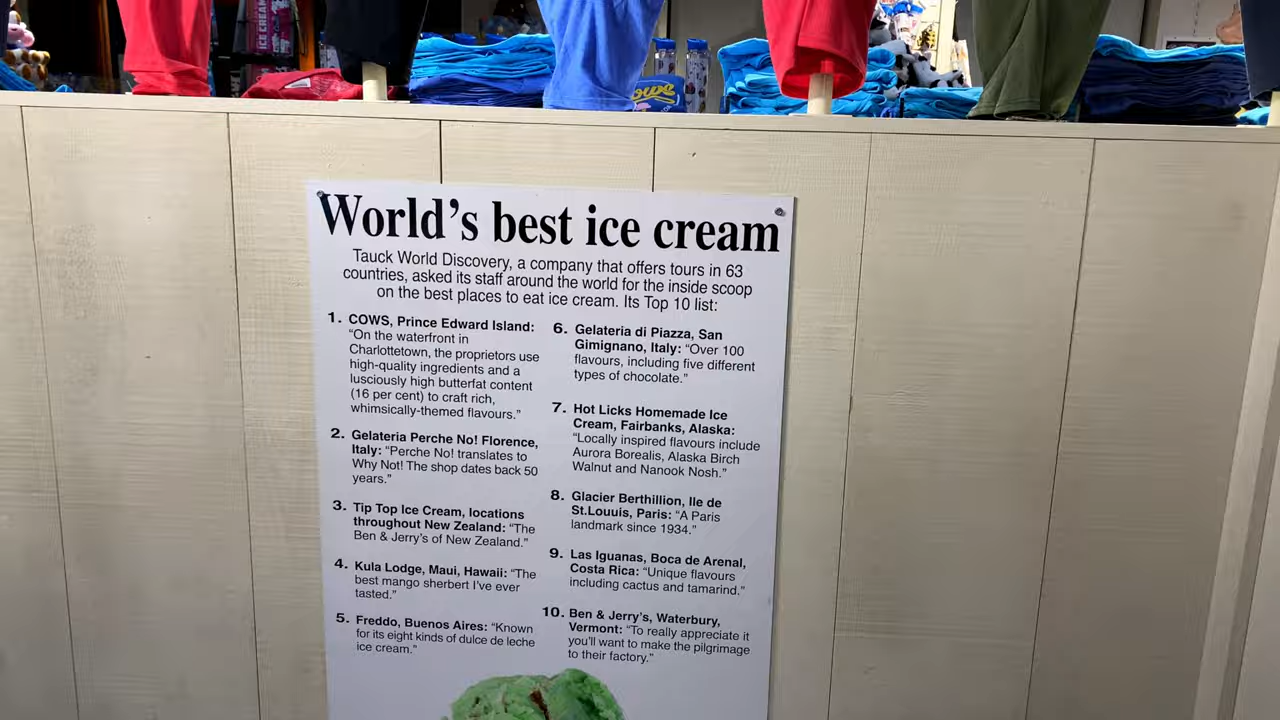 ICE CREAM
World's best ice cream
Tauck World Discovery, a company that offers tours in 63
countries, asked its staff around the world for the inside scoop
on the best places to eat ice cream. Its Top 10 list:
1. COWS, Prince Edward Island:
“On the waterfront in
Charlottetown, the proprietors use
high-quality ingredients and a
lusciously high butterfat content
(16 per cent) to craft rich,
whimsically-themed flavours.”
2. Gelateria Perche No! Florence,
Italy: “Perche No! translates to
Why Not! The shop dates back 50
years.”
3. Tip Top Ice Cream, locations
throughout New Zealand: “The
Ben & Jerry’s of New Zealand.”
4. Kula Lodge, Maui, Hawaii: “The
best mango sherbert I’ve ever
tasted.”
5. Freddo, Buenos Aires: “Known
for its eight kinds of dulce de leche
ice cream.”
6. Gelateria di Piazza, San
Gimignano, Italy: “Over 100
flavours, including five different
types of chocolate.”
7. Hot Licks Homemade Ice
Cream, Fairbanks, Alaska:
“Locally inspired flavours include
Aurora Borealis, Alaska Birch
Walnut and Nanook Nosh.”
8. Glacier Berthillion, Ile de
St.Louuis, Paris: “A Paris
landmark since 1934.”
9. Las Iguanas, Boca de Arenal,
Costa Rica: “Unique flavours
including cactus and tamarind.”
10. Ben & Jerry’s, Waterbury,
Vermont: “To really appreciate it
you’ll want to make the pilgrimage
to their factory.”